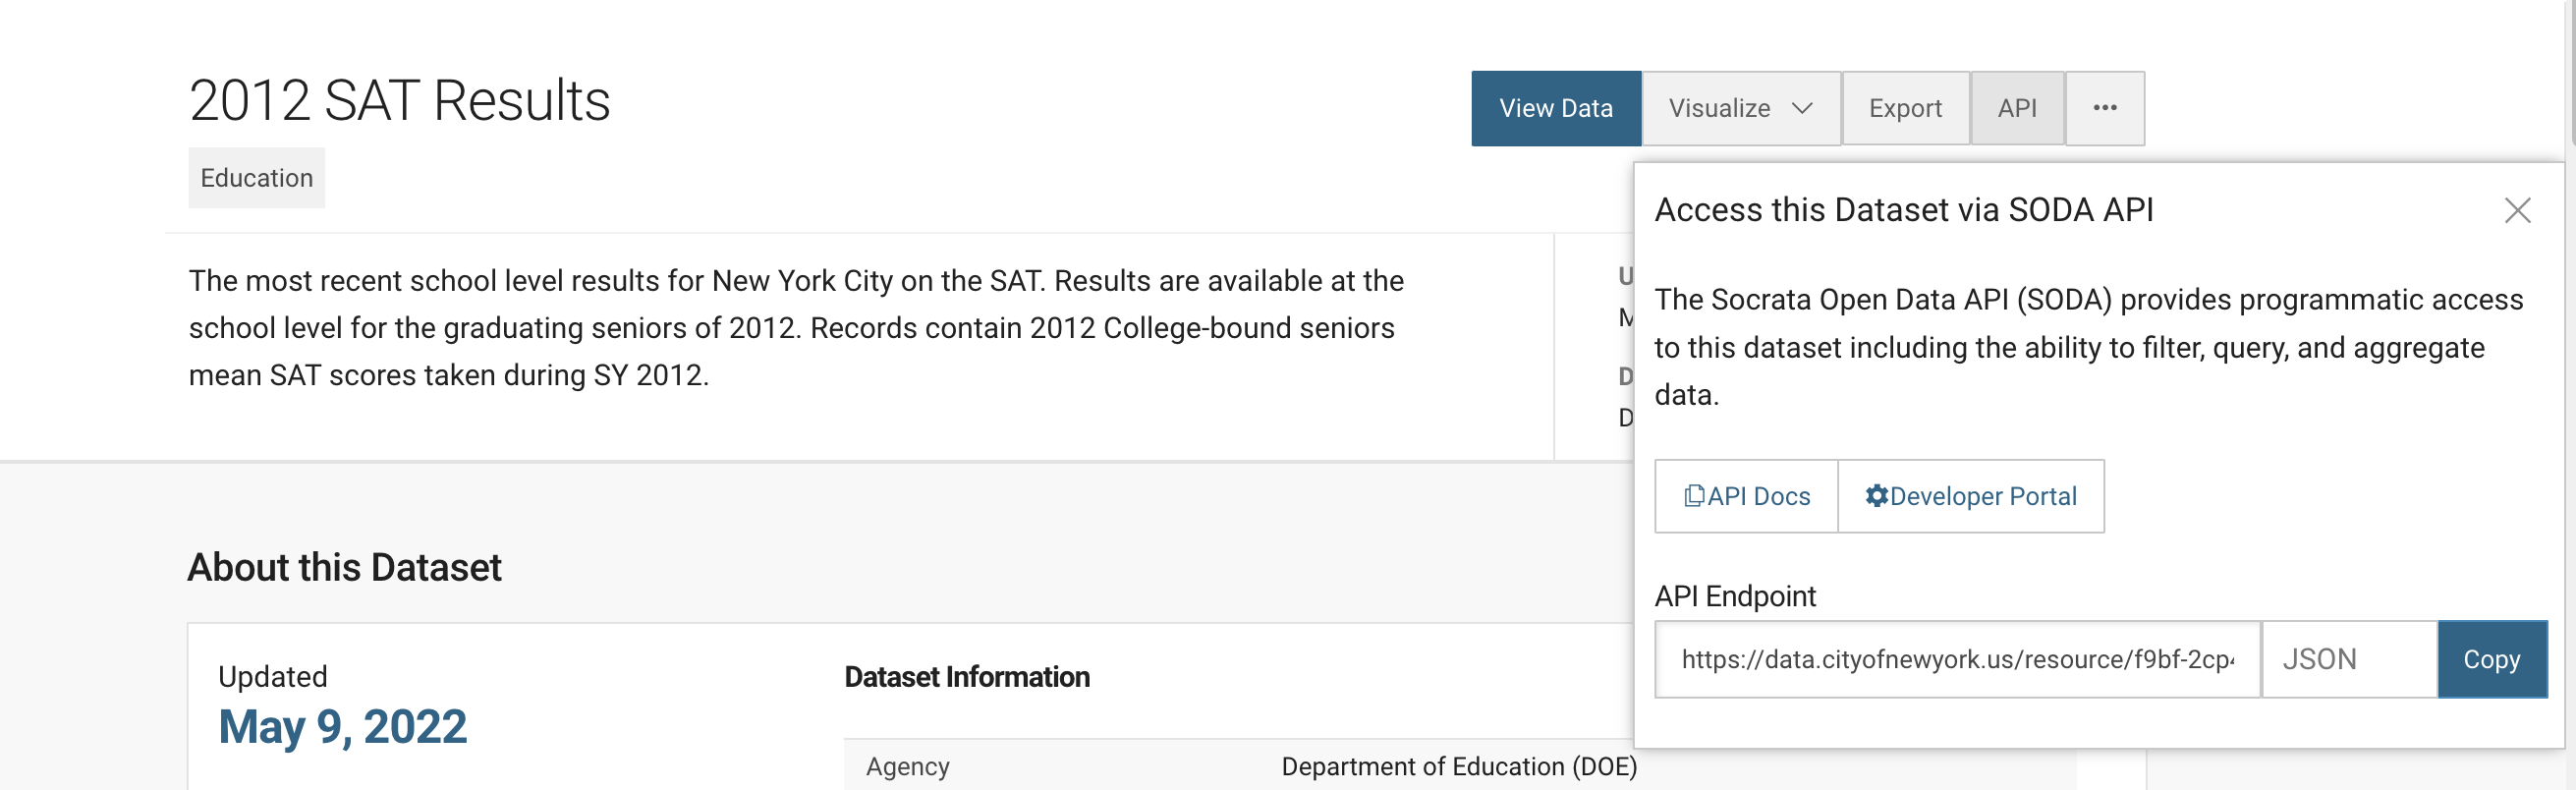 2012 SAT Results
View Data
Visualize
Export
API
Education
The most recent school level results for New York City on the SAT. Results are available at the
school level for the graduating seniors of 2012. Records contain 2012 College-bound seniors
mean SAT scores taken during SY 2012.
Access this Dataset via SODA API
The Socrata Open Data API (SODA) provides programmatic access
to this dataset including the ability to filter, query, and aggregate
data.
API Docs
Developer Portal
API Endpoint
https://data.cityofnewyork.us/resource/f9bf-2cp4
JSON
Copy
About this Dataset
Updated
May 9, 2022
Dataset Information
Agency
Department of Education (DOE)